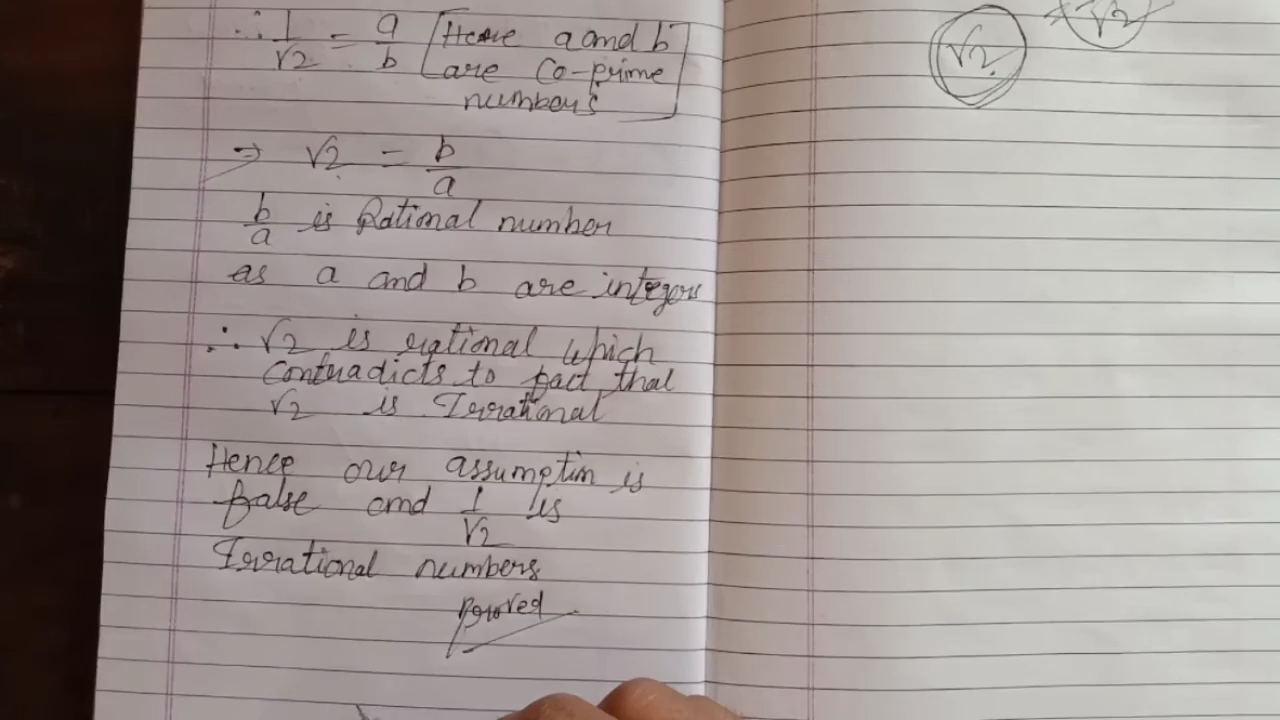 ∴ 1/√2 = a/b [Here a and b
are Co-prime
numbers]
⇒ √2 = b/a
b/a is Rational number
as a and b are integers
∴ √2 is rational which
Contradicts to fact that
√2 is Irrational
Hence our assumptin is
false and 1/√2 is
Irrational numbers
Proved
√2
√2